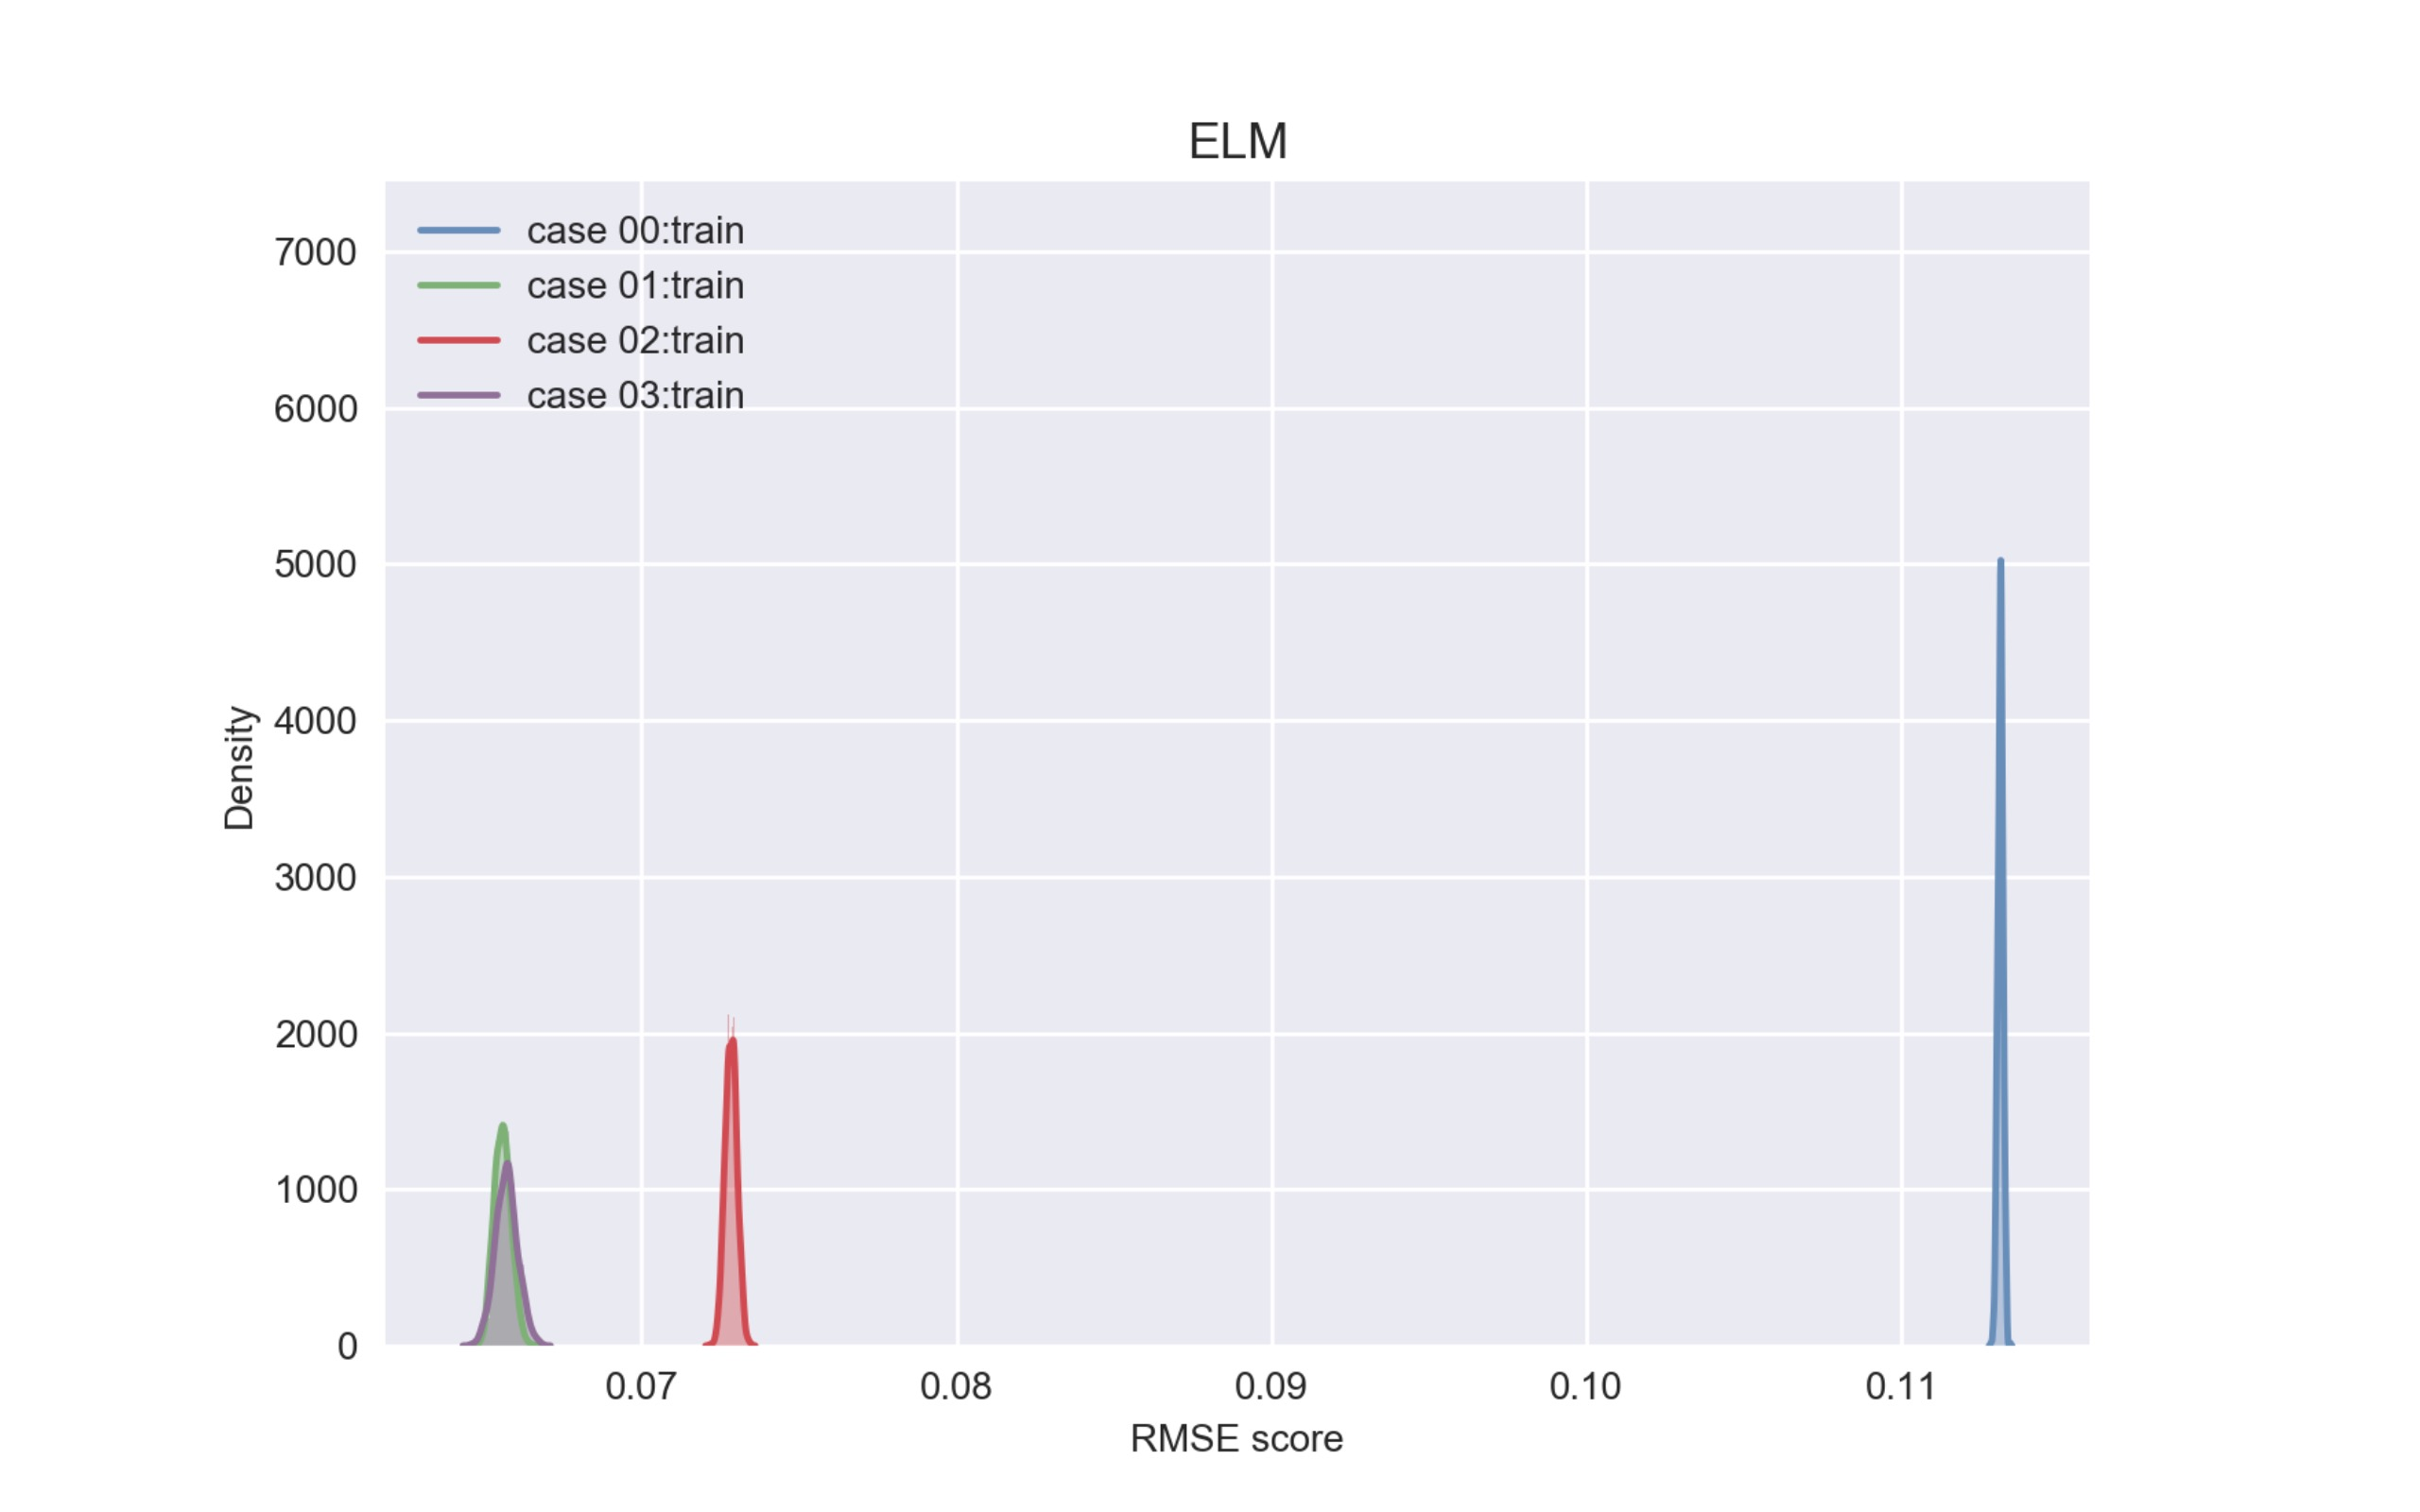 ELM
case 00:train
case 01:train
case 02:train
case 03:train
7000
6000
5000
4000
3000
2000
1000
0
Density
0.07 0.08 0.09 0.10 0.11
RMSE score